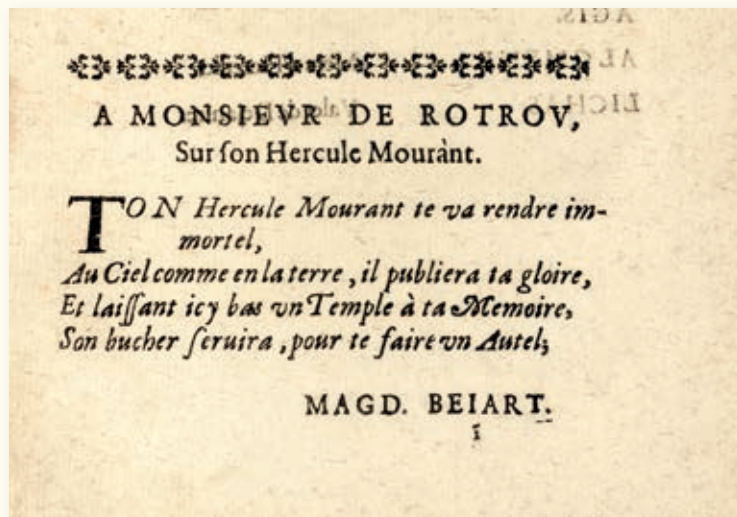 A MONSIEVR DE ROTROV,
Sur ſon Hercule Mourànt.
TON Hercule Mourant te va rendre im-
mortel,
Au Ciel comme en la terre, il publiera ta gloire,
Et laiſſant icy bas vn Temple à ta Memoire,
Son bucher ſeruira, pour te faire vn Autel;
MAGD. BEIART.